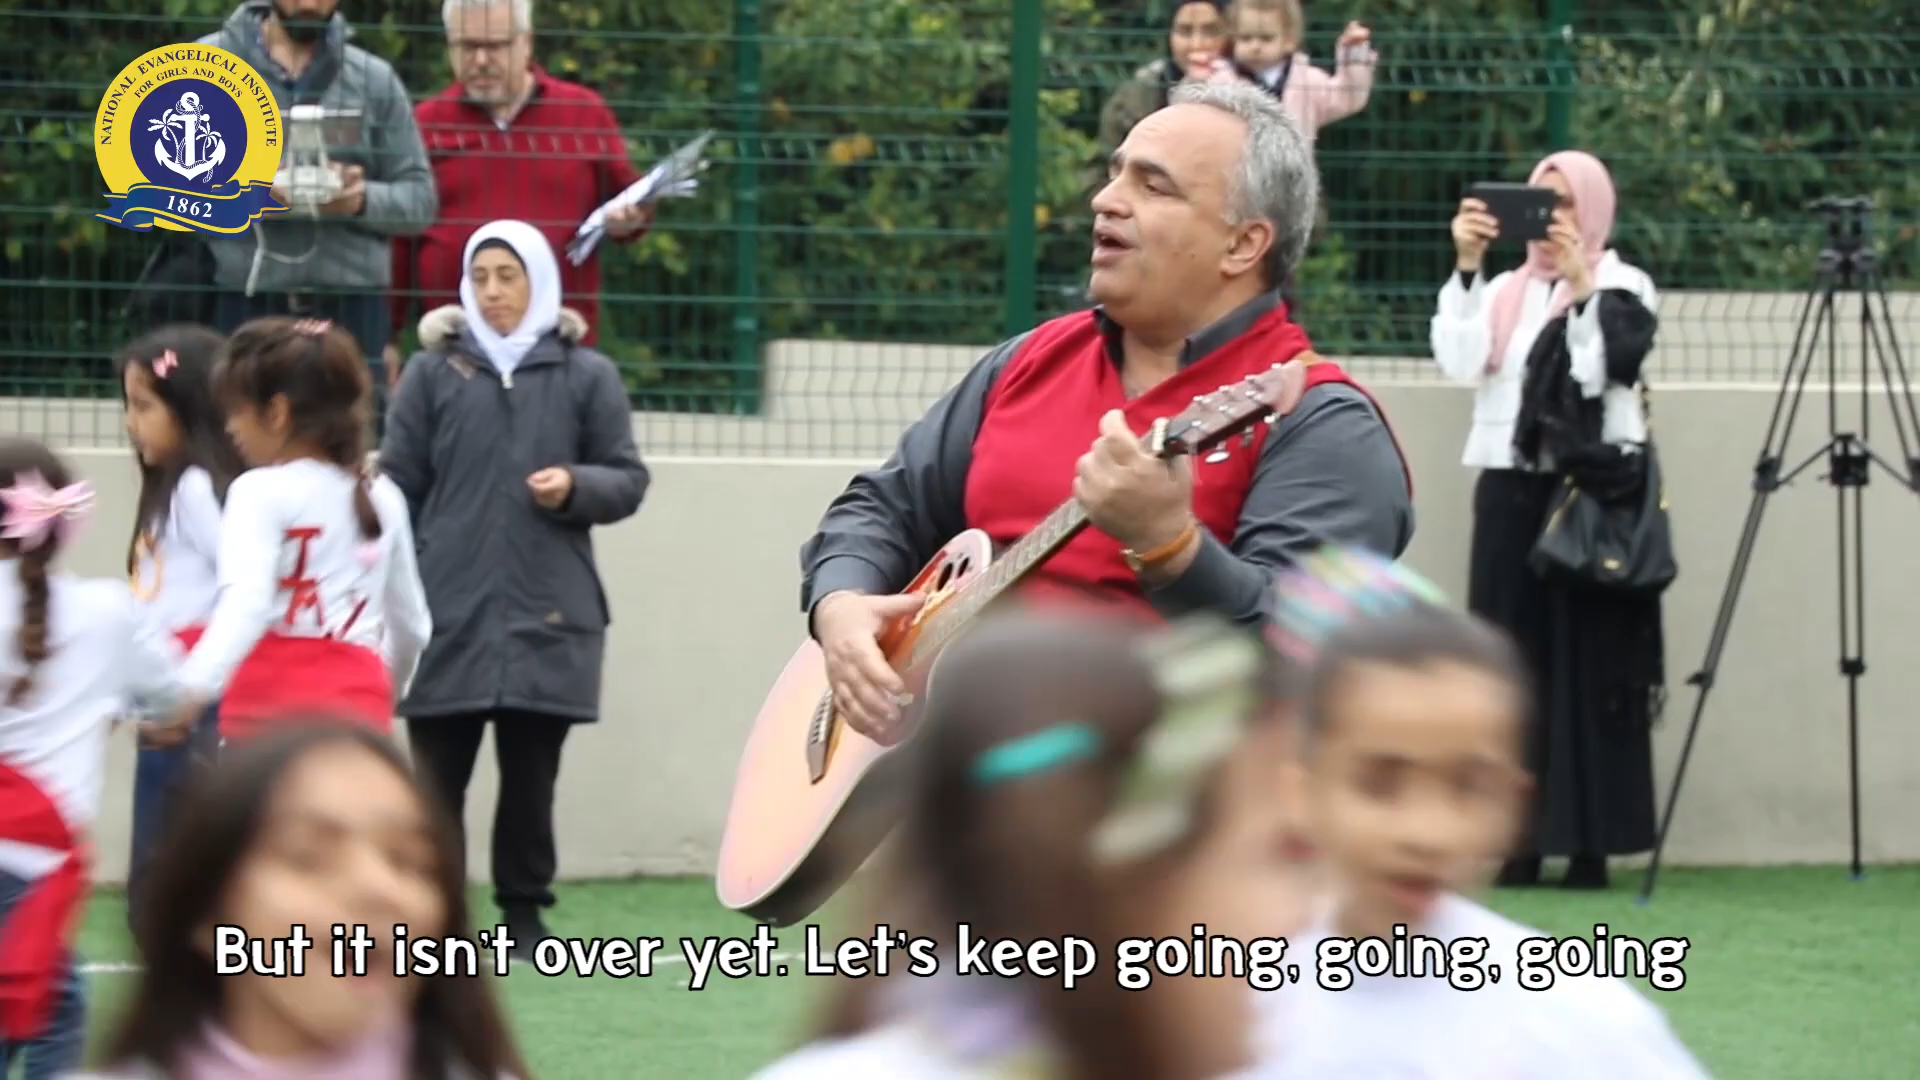 NATIONAL EVANGELICAL INSTITUTE
FOR GIRLS AND BOYS
1862
I
But it isn't over yet. Let's keep going, going, going